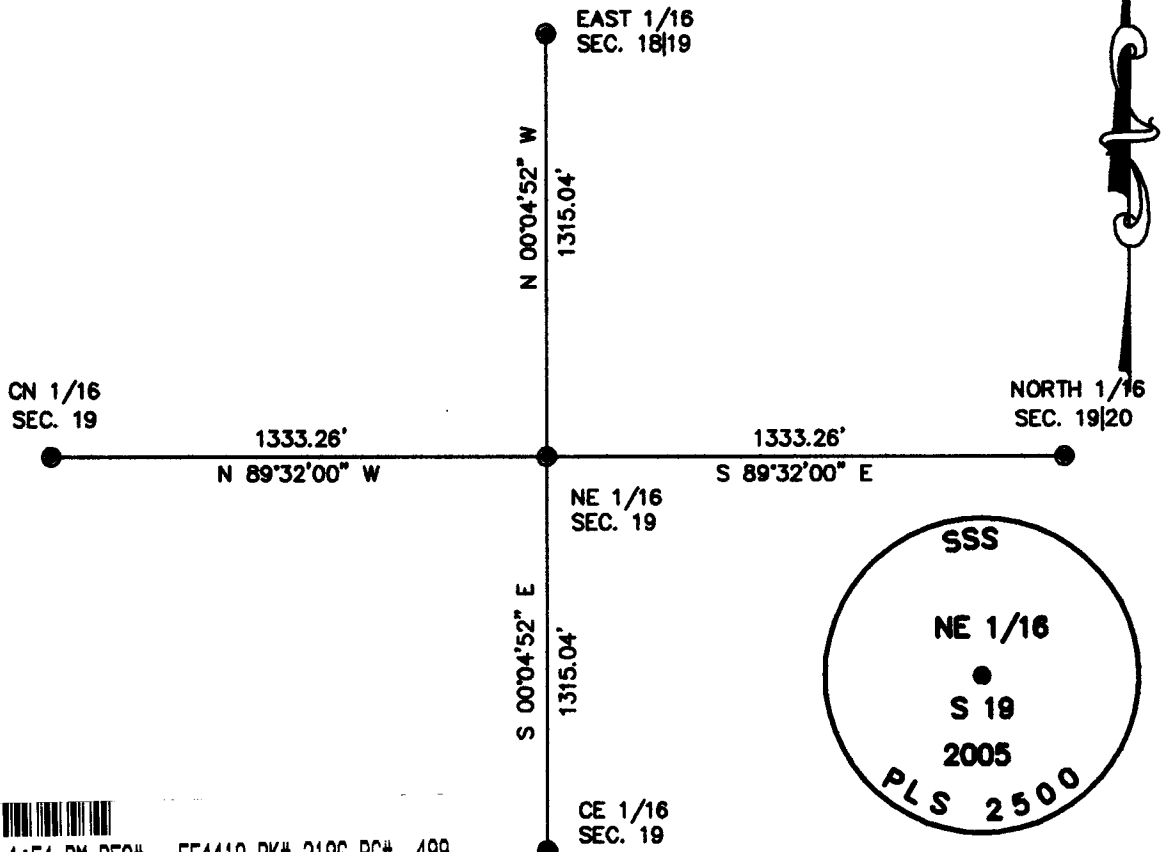 EAST 1/16
SEC. 18|19
N 00°04'52" W
1315.04'
CN 1/16
SEC. 19
NORTH 1/16
SEC. 19|20
1333.26'
N 89°32'00" W
1333.26'
S 89°32'00" E
NE 1/16
SEC. 19
S 00°04'52" E
1315.04'
SSS
NE 1/16
S 19
2005
PLS 2500
CE 1/16
SEC. 19